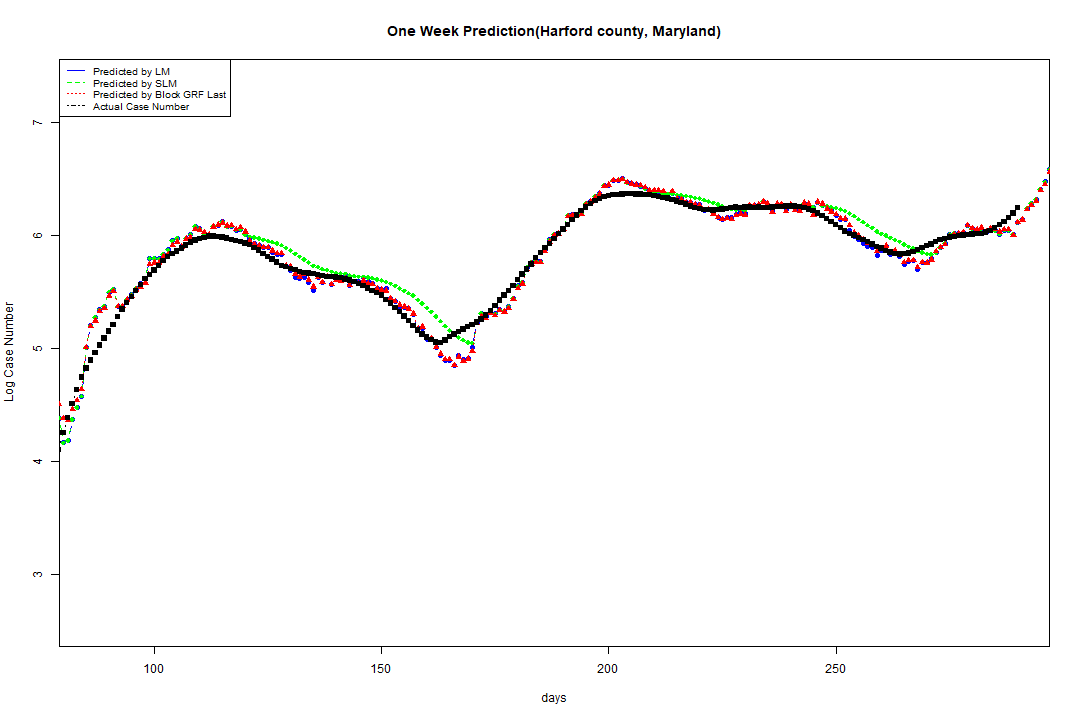 One Week Prediction(Harford county, Maryland)
Predicted by LM
Predicted by SLM
Predicted by Block GRF Last
Actual Case Number
7
6
5
4
3
Log Case Number
100 150 200 250
days